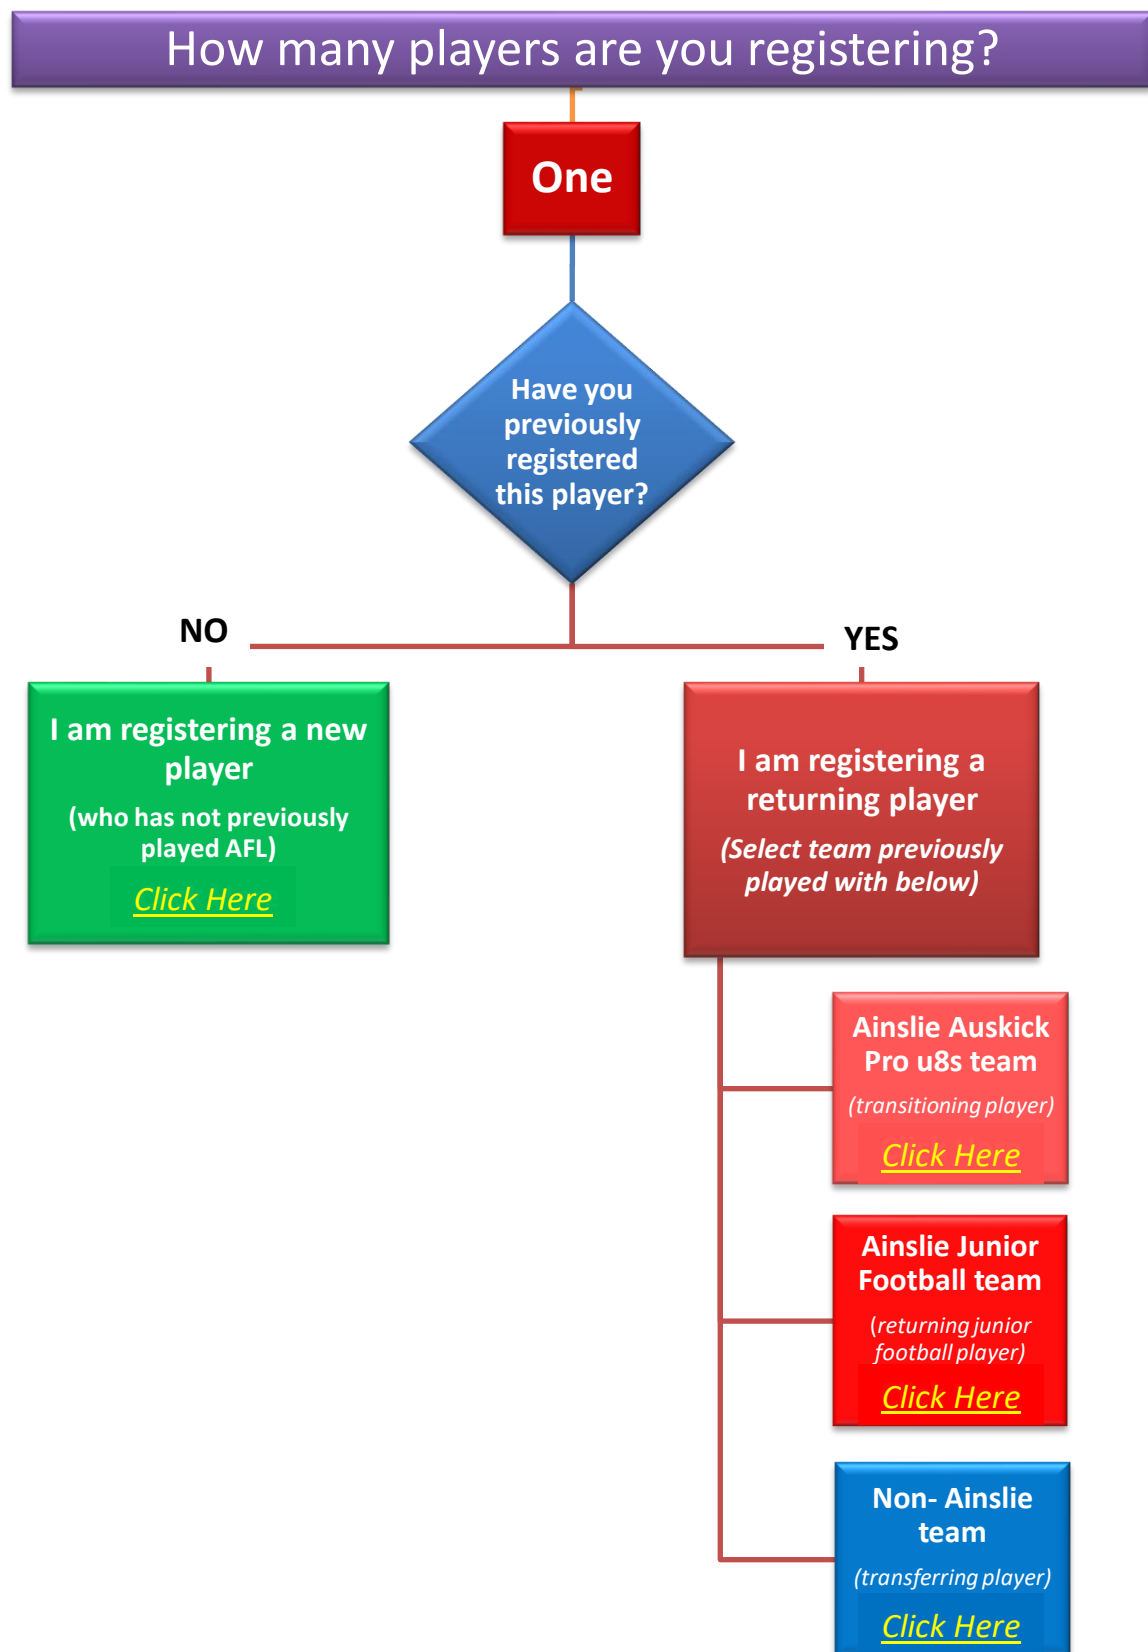 How many players are you registering?
One
Have you
previously
registered
this player?
NO
YES
I am registering a new
player
(who has not previously
played AFL)
Click Here
I am registering a
returning player
(Select team previously
played with below)
Ainslie Auskick
Pro u8s team
(transitioning player)
Click Here
Ainslie Junior
Football team
(returning junior
football player)
Click Here
Non- Ainslie
team
(transferring player)
Click Here